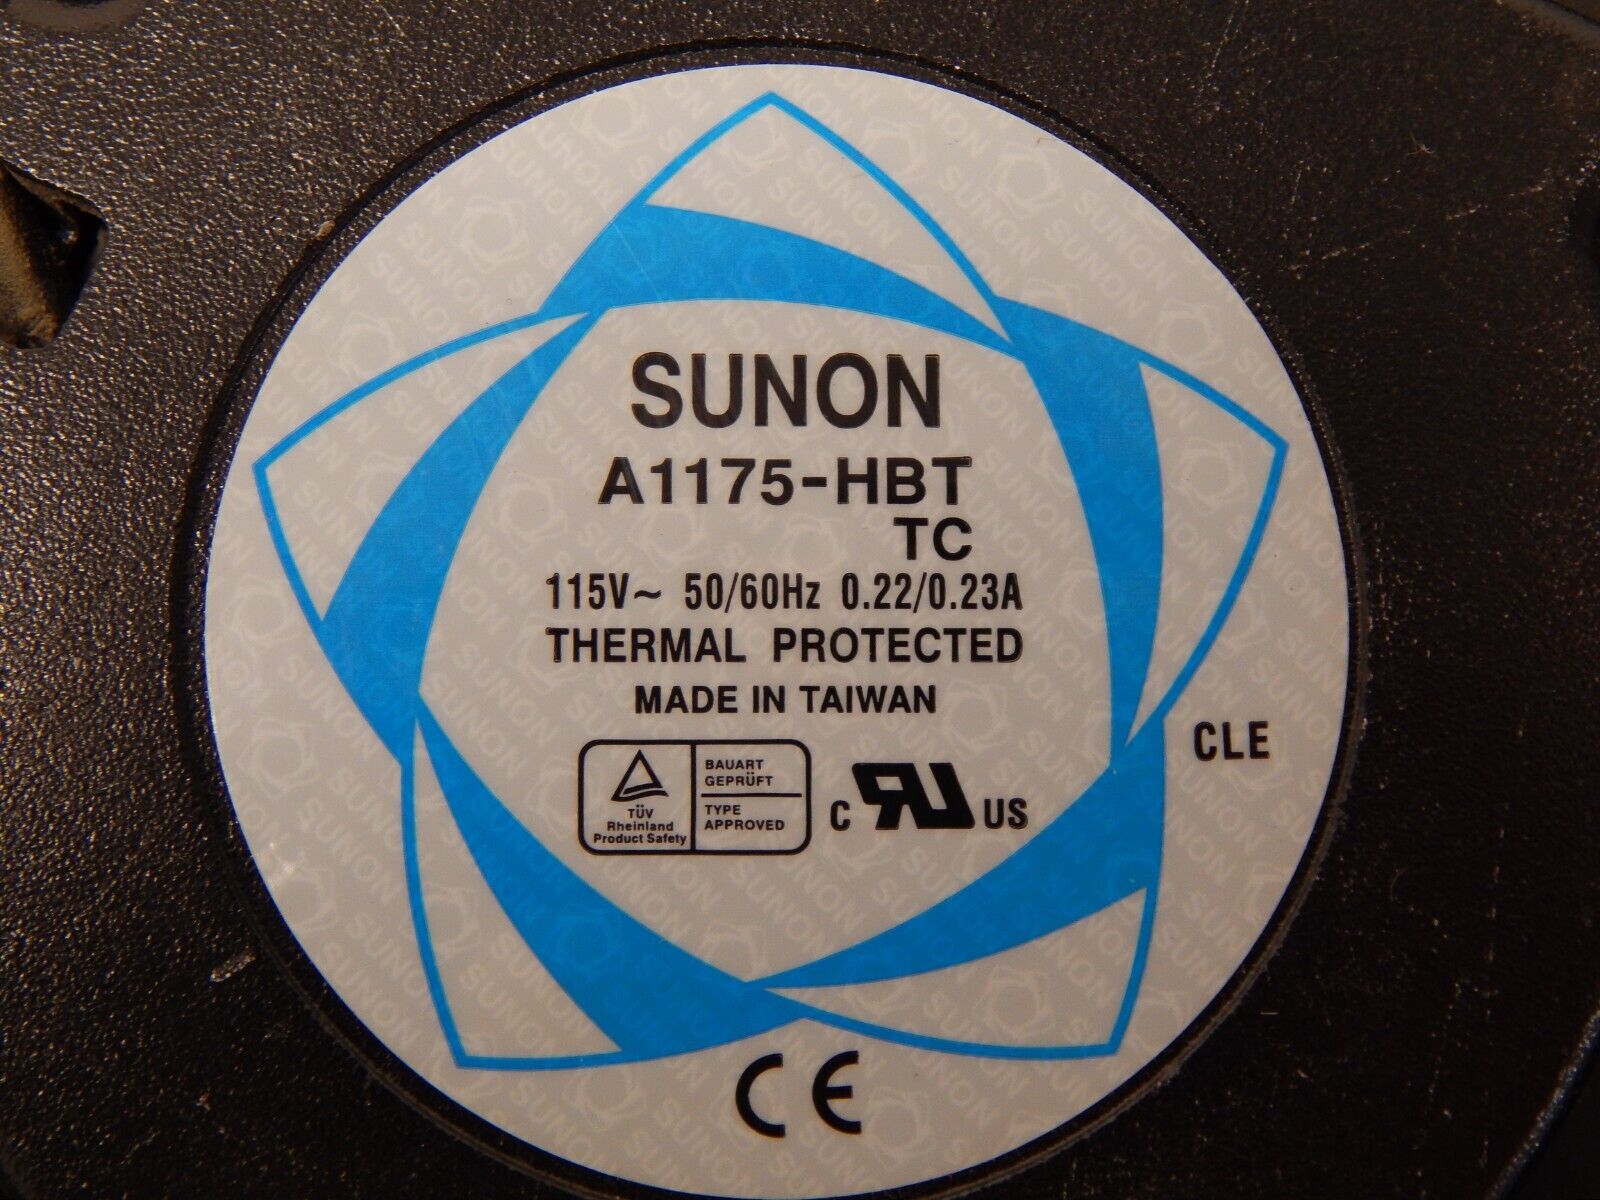 SUNON
A1175-HBT
TC
115V~ 50/60Hz 0.22/0.23A
THERMAL PROTECTED
MADE IN TAIWAN
TÜV
Rheinland
Product Safety
BAUART
GEPRÜFT
TYPE
APPROVED
C RU US
CLE
CE